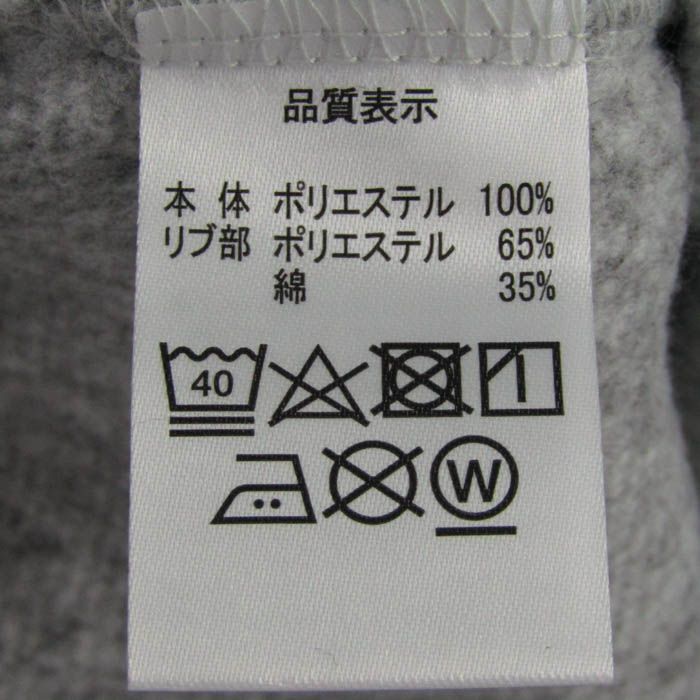 品質表示
本体 ポリエステル 100%
リブ部 ポリエステル 65%
綿 35%
40
W